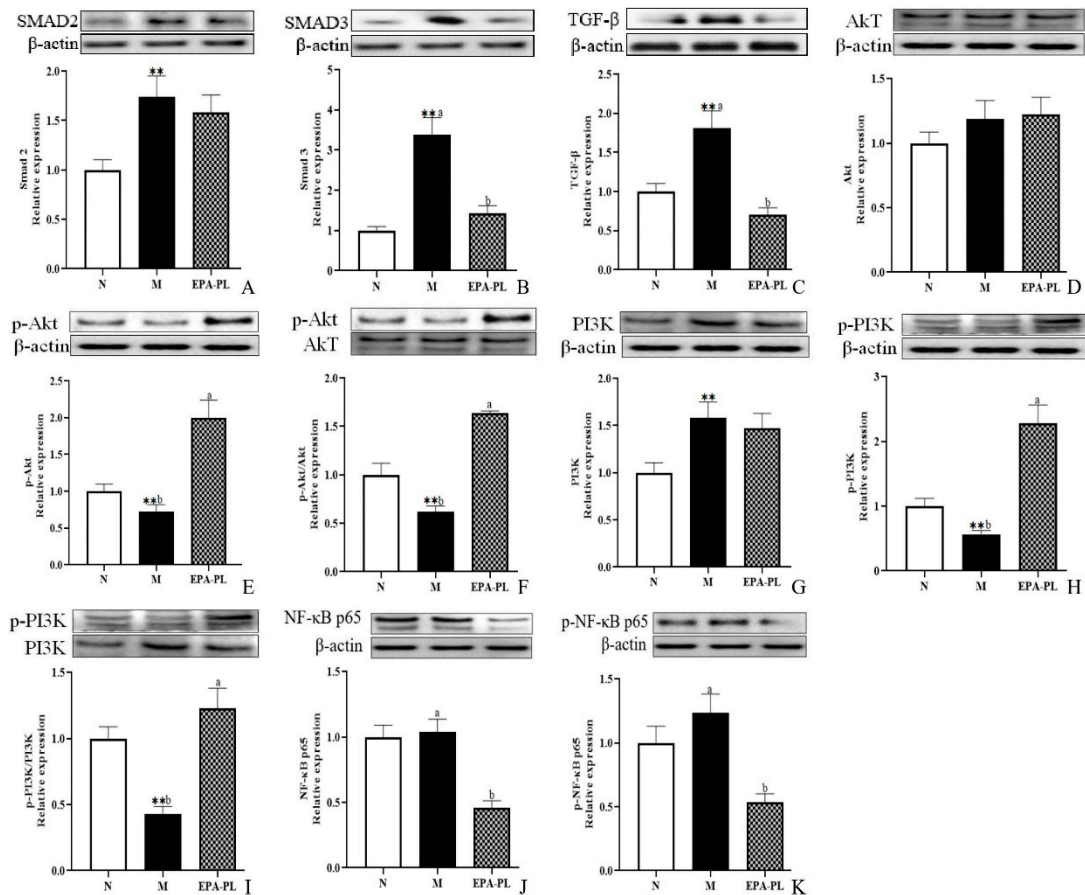 SMAD2
β-actin
Smad 2
Relative expression
2.0
1.5
1.0
0.5
0.0
**
N M EPA-PL
A
SMAD3
β-actin
Smad 3
Relative expression
5
4
3
2
1
0
**a
b
N M EPA-PL
B
TGF-β
β-actin
TGF-β
Relative expression
2.5
2.0
1.5
1.0
0.5
0.0
**a
b
N M EPA-PL
C
AkT
β-actin
Akt
Relative expression
1.5
1.0
0.5
0.0
N M EPA-PL
D
p-Akt
β-actin
p-Akt
Relative expression
2.5
2.0
1.5
1.0
0.5
0.0
**b
a
N M EPA-PL
E
p-Akt
AkT
p-Akt/Akt
Relative expression
2.0
1.5
1.0
0.5
0.0
**b
a
N M EPA-PL
F
PI3K
β-actin
PI3K
Relative expression
2.0
1.5
1.0
0.5
0.0
**
N M EPA-PL
G
p-PI3K
β-actin
p-PI3K
Relative expression
3
2
1
0
**b
a
N M EPA-PL
H
p-PI3K
PI3K
p-PI3K/PI3K
Relative expression
1.5
1.0
0.5
0.0
**b
a
N M EPA-PL
I
NF-κB p65
β-actin
NF-κB p65
Relative expression
1.5
1.0
0.5
0.0
a
b
N M EPA-PL
J
p-NF-κB p65
β-actin
p-NF-κB p65
Relative expression
1.5
1.0
0.5
0.0
a
b
N M EPA-PL
K